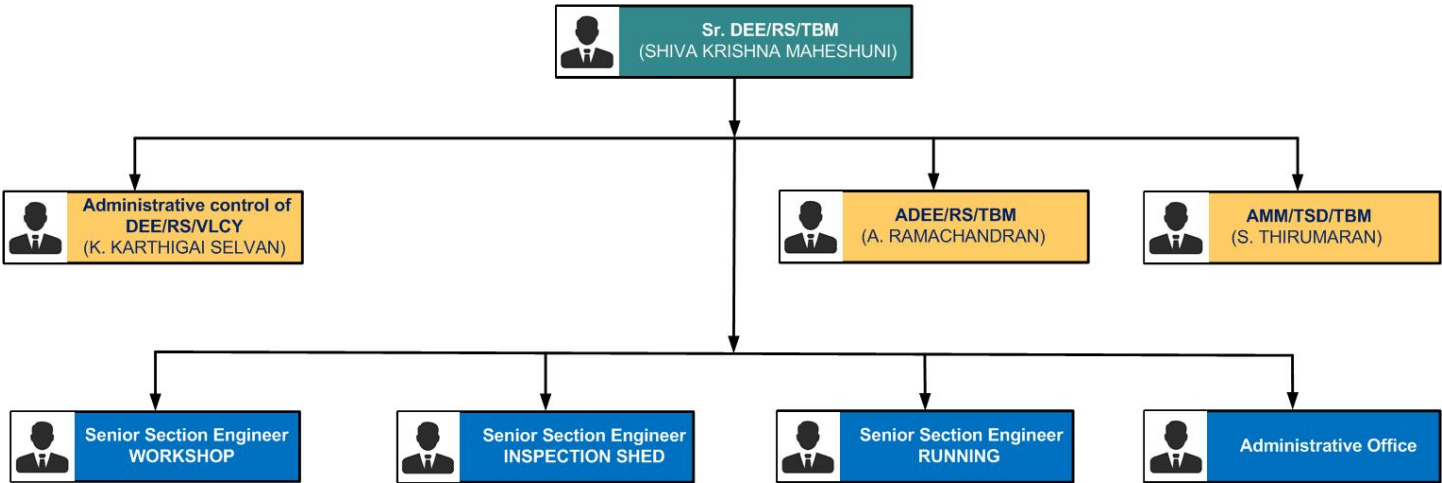 Sr. DEE/RS/TBM
(SHIVA KRISHNA MAHESHUNI)
Administrative control of
DEE/RS/VLCY
(K. KARTHIGAI SELVAN)
ADEE/RS/TBM
(A. RAMACHANDRAN)
AMM/TSD/TBM
(S. THIRUMARAN)
Senior Section Engineer
WORKSHOP
Senior Section Engineer
INSPECTION SHED
Senior Section Engineer
RUNNING
Administrative Office